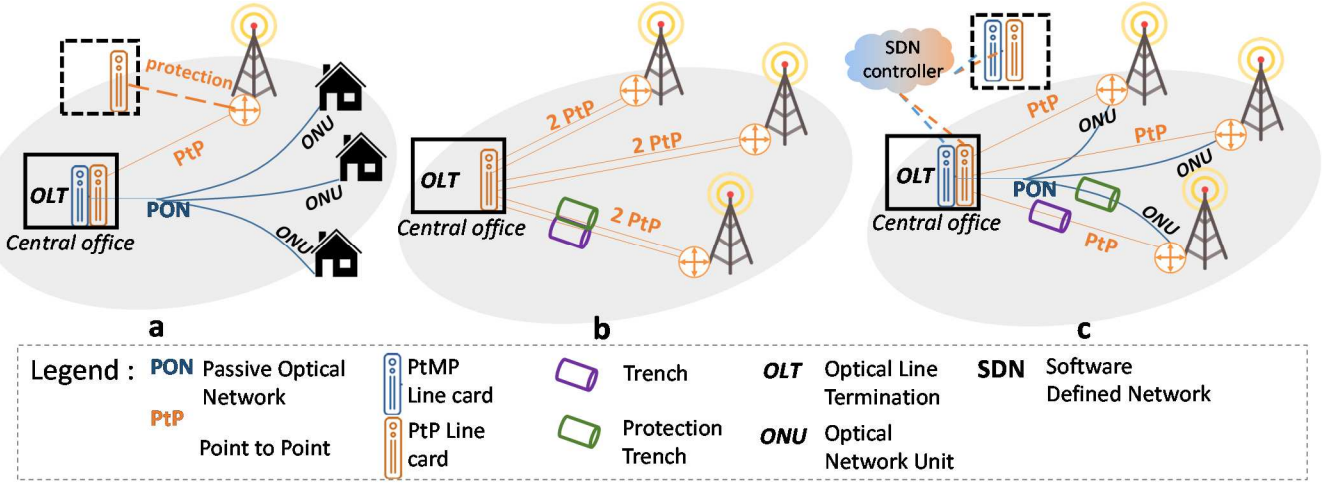 protection
PtP
ONU
ONU
ONU
PON
OLT
Central office
a
2 PtP
2 PtP
2 PtP
OLT
Central office
b
SDN
controller
PtP
ONU
PtP
ONU
PON
ONU
PtP
OLT
Central office
c
Legend :
PON Passive Optical
Network
PtP
Point to Point
PtMP
Line card
PtP Line
card
Trench
Protection
Trench
OLT Optical Line
Termination
ONU Optical
Network Unit
SDN Software
Defined Network